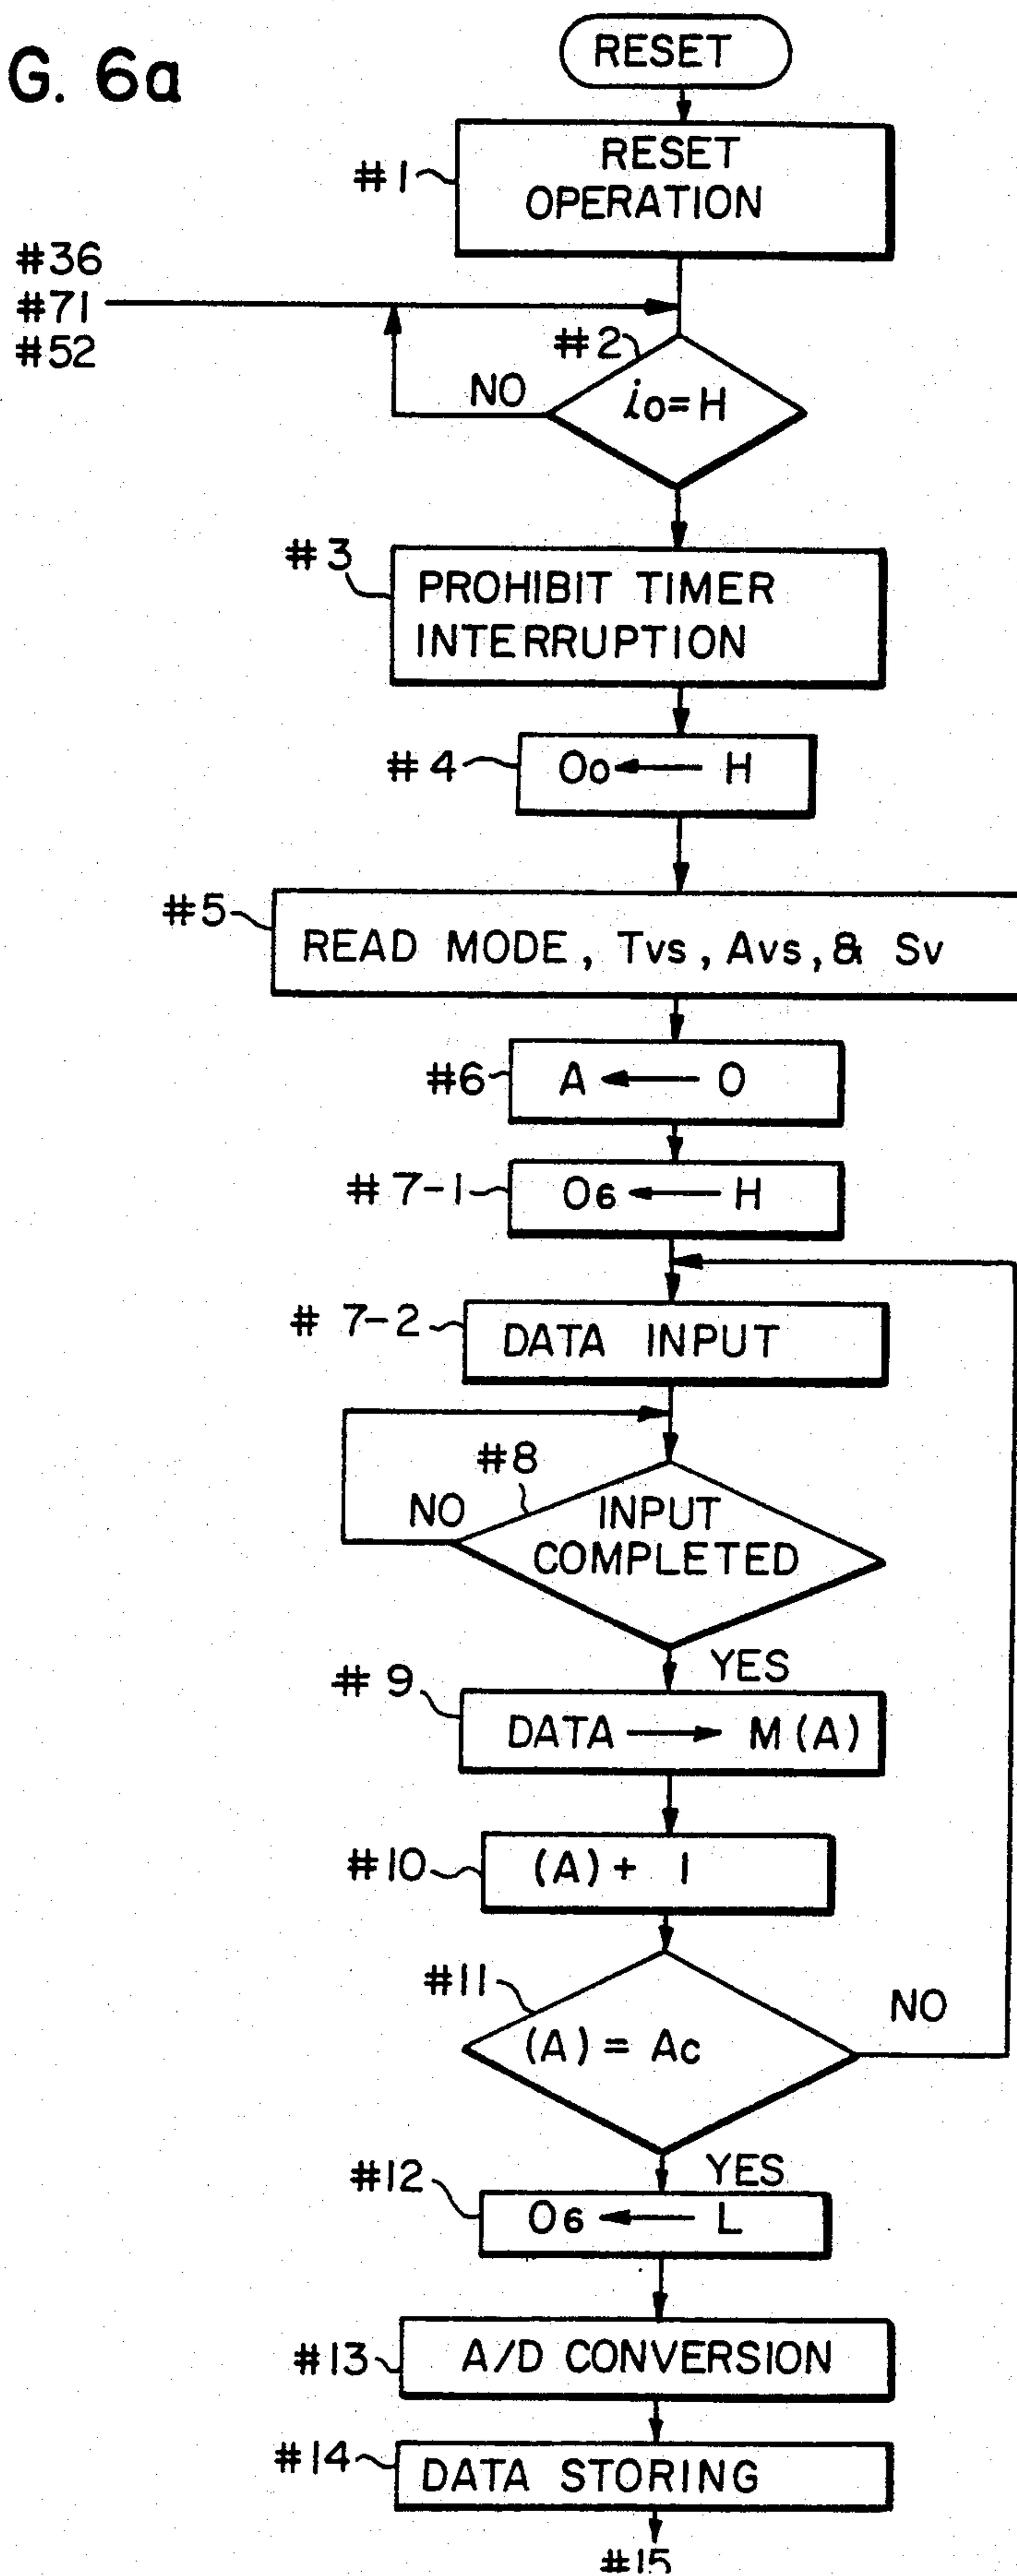 G. 6a
RESET
#1
RESET
OPERATION
#36
#71
#52
#2
NO
io=H
#3
PROHIBIT TIMER
INTERRUPTION
#4
Oo ← H
#5
READ MODE, Tvs, Avs, & Sv
#6
A ← O
#7-1
O6 ← H
#7-2
DATA INPUT
#8
NO
INPUT
COMPLETED
YES
#9
DATA → M(A)
#10
(A)+ 1
#11
NO
(A) = Ac
YES
#12
O6 ← L
#13
A/D CONVERSION
#14
DATA STORING
#15